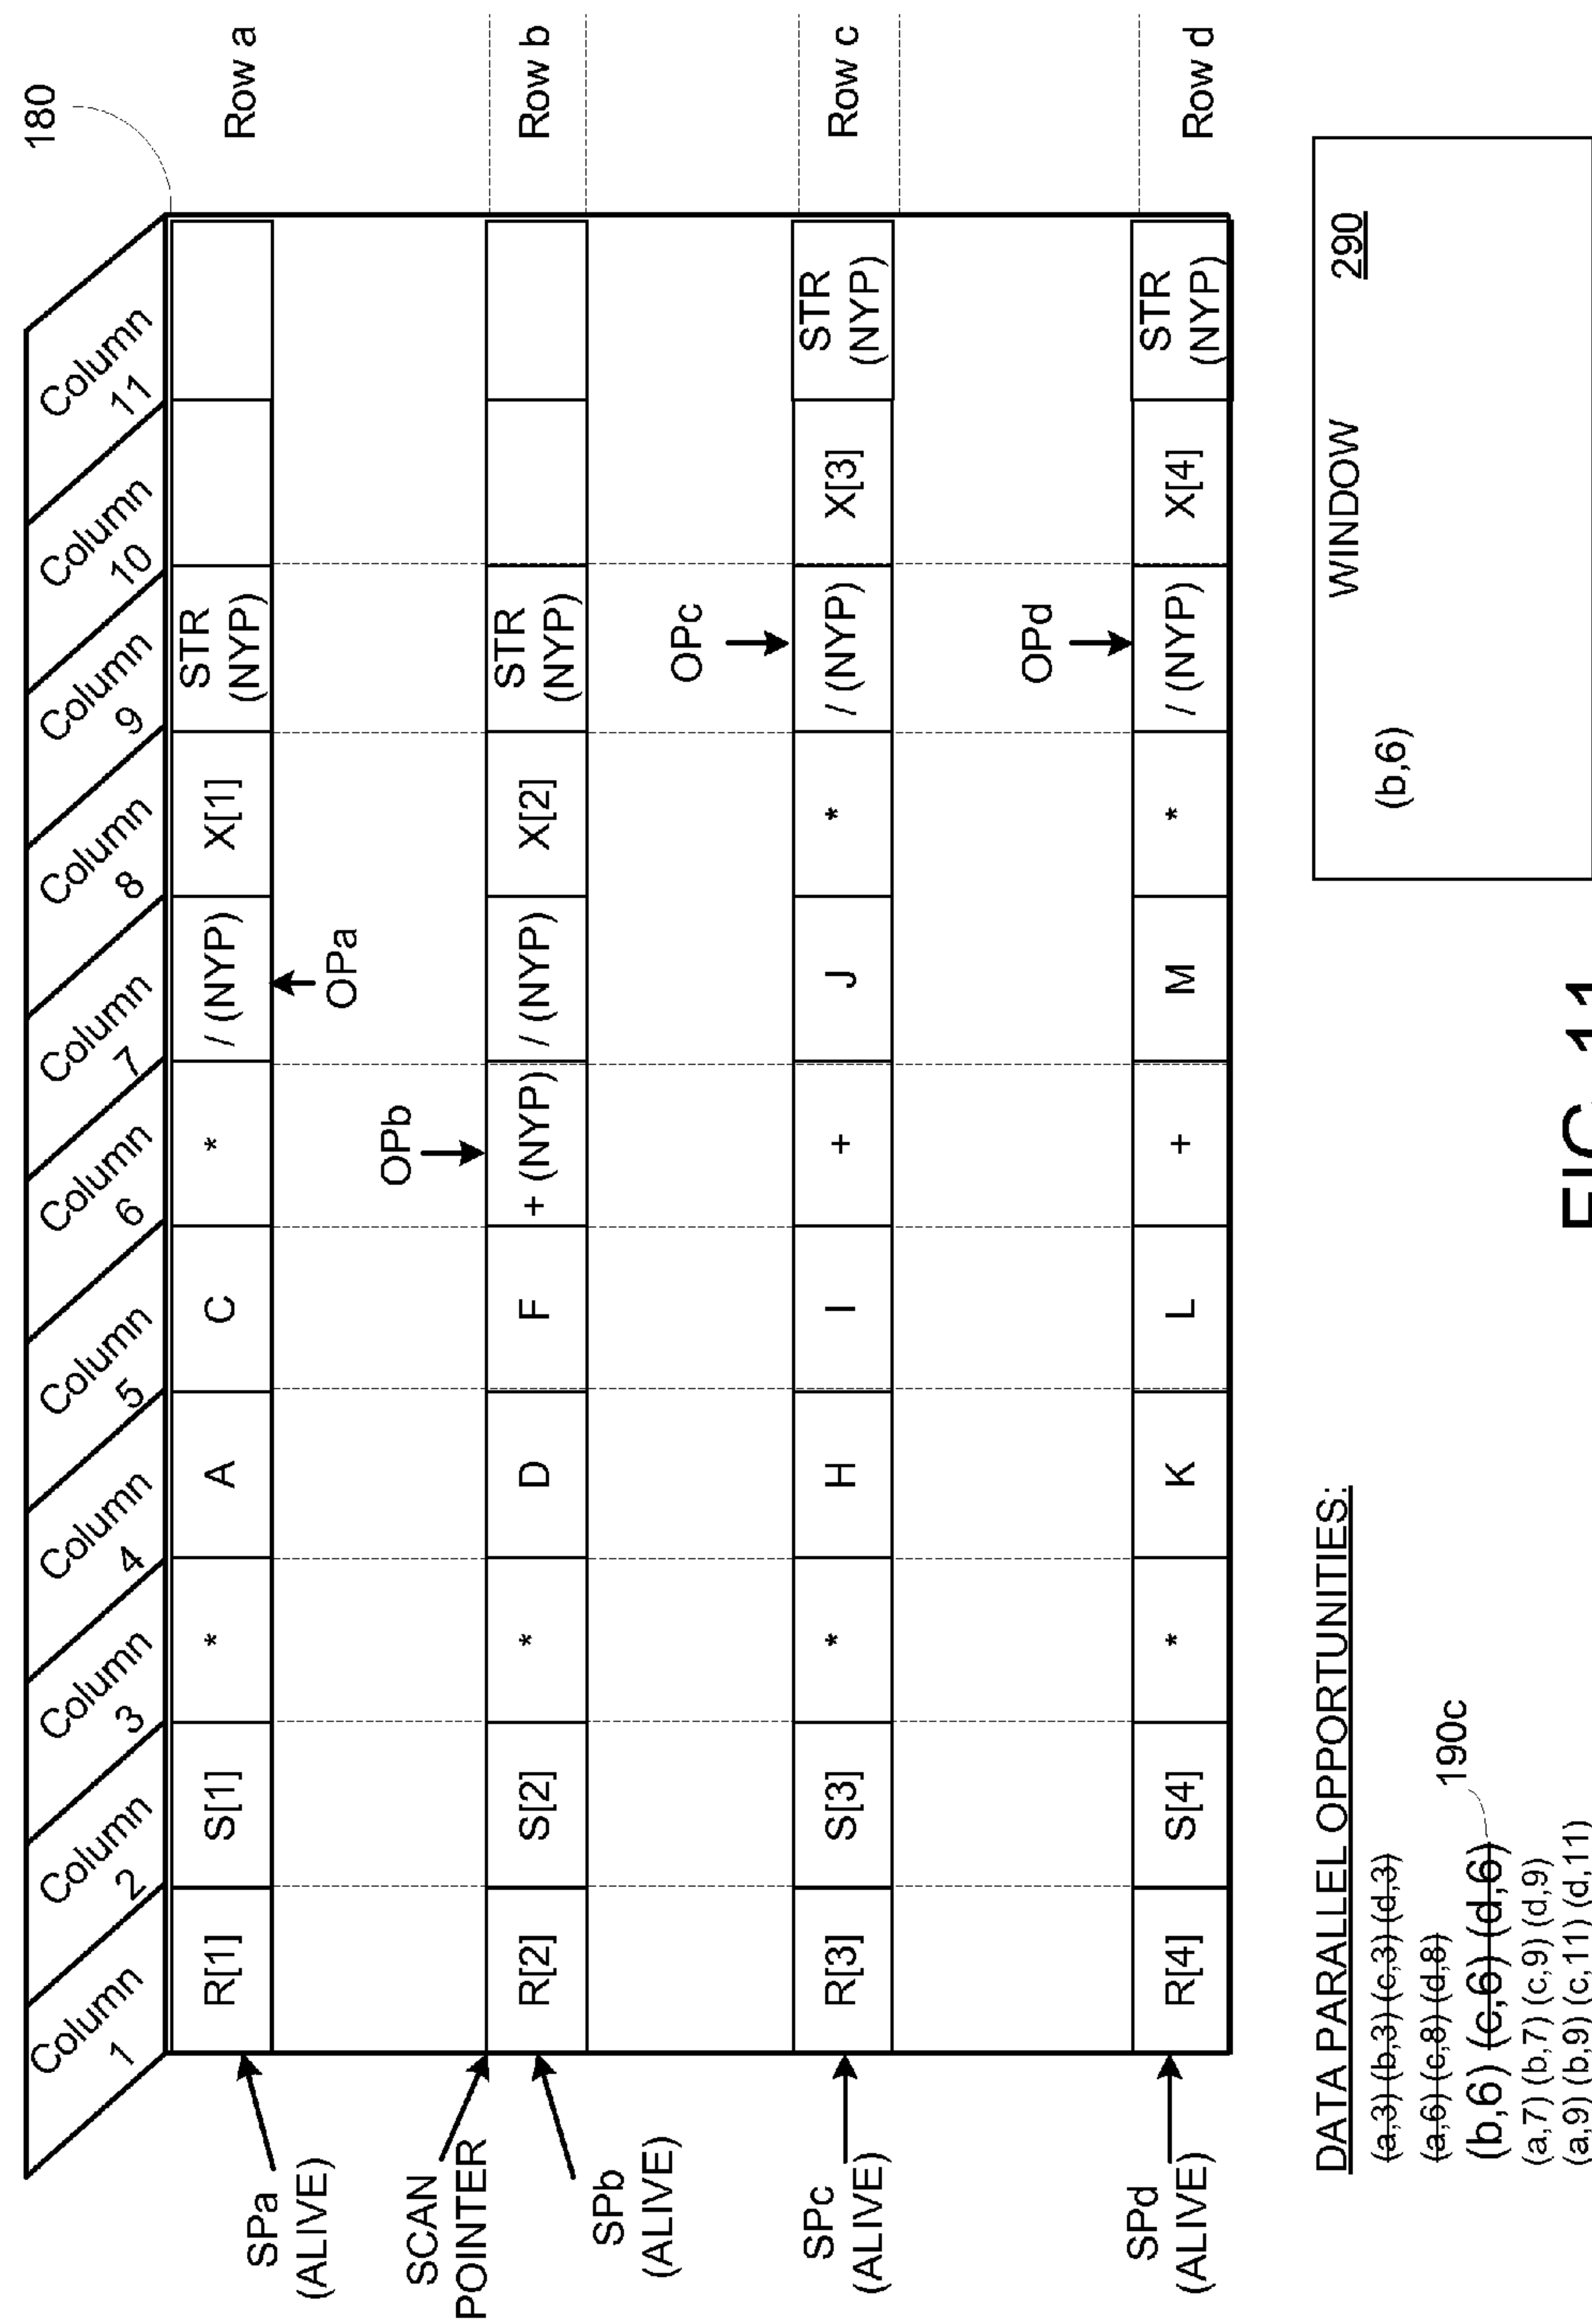 180
Column 1
Column 2
Column 3
Column 4
Column 5
Column 6
Column 7
Column 8
Column 9
Column 10
Column 11
SPa
(ALIVE)
R[1] S[1] * A C * / (NYP) X[1] STR (NYP)
Row a
OPa
SCAN
POINTER
OPb
SPb
(ALIVE)
R[2] S[2] * D F + (NYP) / (NYP) X[2] STR (NYP)
Row b
OPc
SPc
(ALIVE)
R[3] S[3] * H I + J * / (NYP) X[3] STR (NYP)
Row c
OPd
SPd
(ALIVE)
R[4] S[4] * K L + M * / (NYP) X[4] STR (NYP)
Row d
DATA PARALLEL OPPORTUNITIES:
(a,3) (b,3) (c,3) (d,3)
(a,6) (c,8) (d,8)
190c
(b,6) (c,6) (d,6)
(a,7) (b,7) (c,9) (d,9)
(a,9) (b,9) (c,11) (d,11)
WINDOW 290
(b,6)
FIG. 11